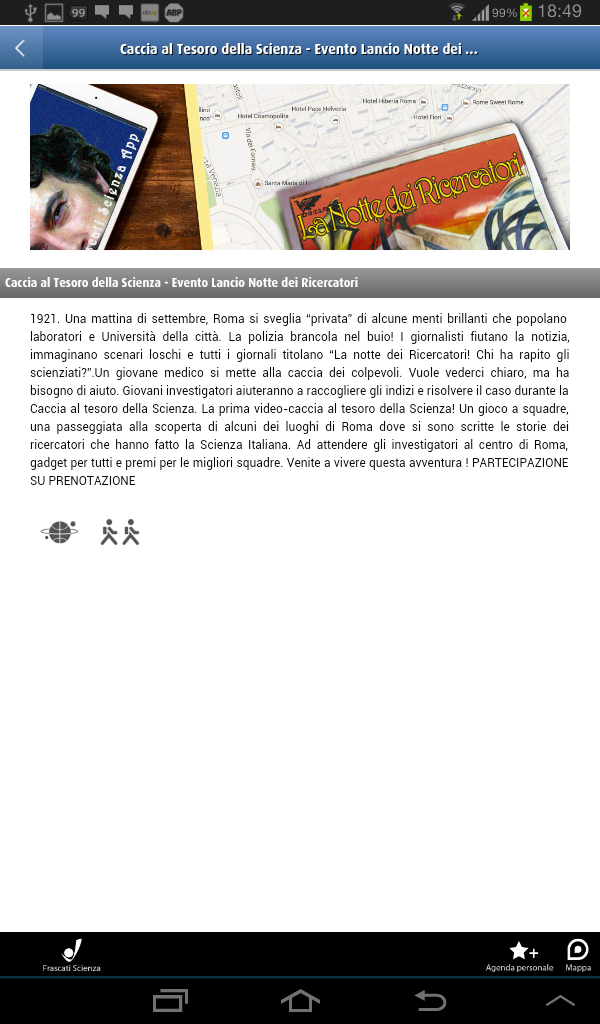 99 abp ABP 99% 18:49
Caccia al Tesoro della Scienza - Evento Lancio Notte dei ...
Hotel Cosmopolita
Hotel Pace Helvezia
Hotel Hiberia Roma
Rome Sweet Rome
Hotel Fiori
Via dei Fornari
Santa Maria di
Scienza App
La Notte dei Ricercatori
Caccia al Tesoro della Scienza - Evento Lancio Notte dei Ricercatori
1921. Una mattina di settembre, Roma si sveglia “privata” di alcune menti brillanti che popolano
laboratori e Università della città. La polizia brancola nel buio! I giornalisti fiutano la notizia,
immaginano scenari loschi e tutti i giornali titolano “La notte dei Ricercatori! Chi ha rapito gli
scienziati?”.Un giovane medico si mette alla caccia dei colpevoli. Vuole vederci chiaro, ma ha
bisogno di aiuto. Giovani investigatori aiuteranno a raccogliere gli indizi e risolvere il caso durante la
Caccia al tesoro della Scienza. La prima video-caccia al tesoro della Scienza! Un gioco a squadre,
una passeggiata alla scoperta di alcuni dei luoghi di Roma dove si sono scritte le storie dei
ricercatori che hanno fatto la Scienza Italiana. Ad attendere gli investigatori al centro di Roma,
gadget per tutti e premi per le migliori squadre. Venite a vivere questa avventura ! PARTECIPAZIONE
SU PRENOTAZIONE
Frascati Scienza
Agenda personale
Mappa